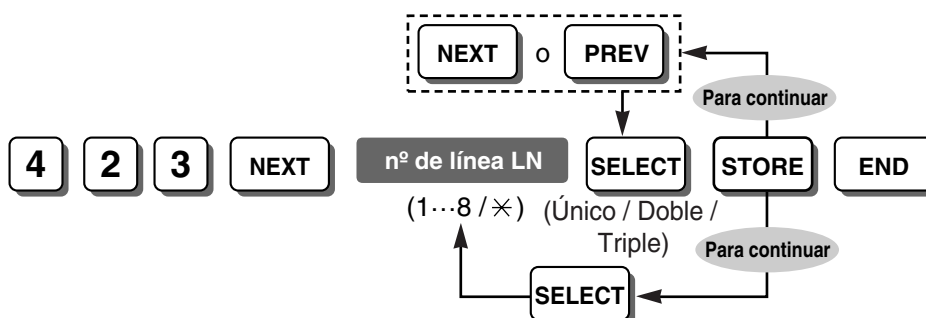 NEXT o PREV
Para continuar
4 2 3 NEXT nº de línea LN SELECT STORE END
(1···8 / ✳) (Único / Doble /
Triple)
Para continuar
SELECT